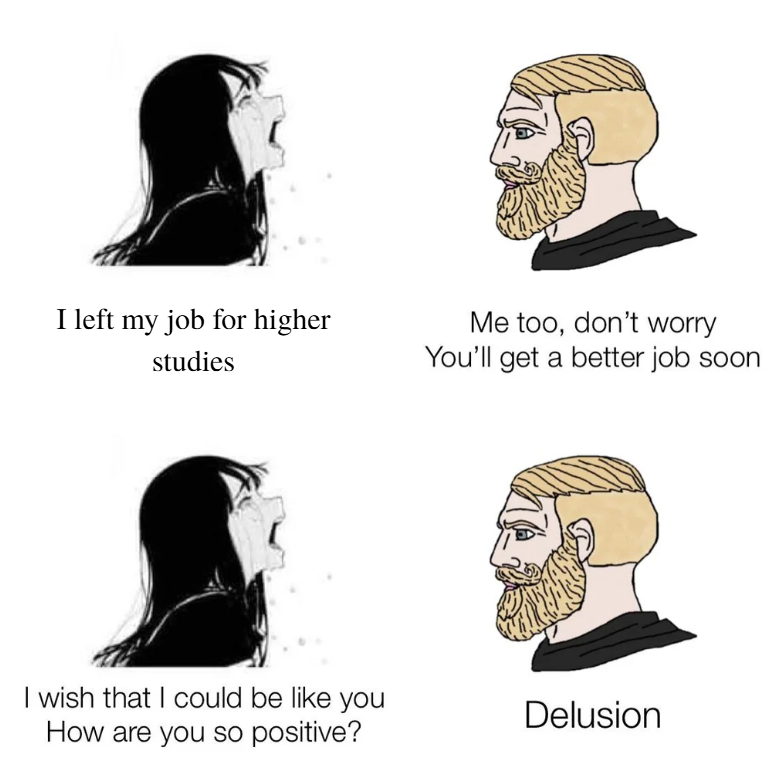 I left my job for higher
studies
Me too, don’t worry
You’ll get a better job soon
I wish that I could be like you
How are you so positive?
Delusion